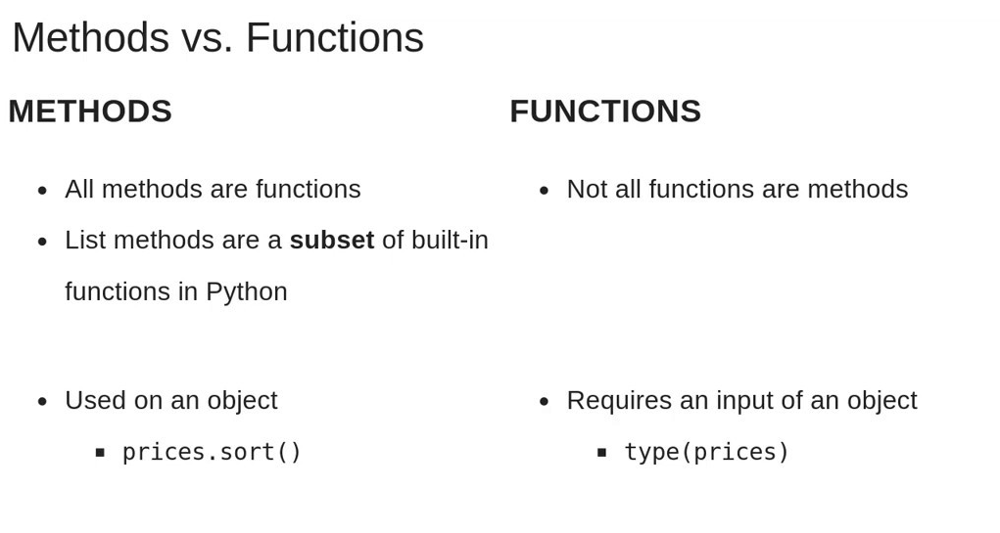 Methods vs. Functions
METHODS
• All methods are functions
• List methods are a subset of built-in
functions in Python
• Used on an object
▪ prices.sort()
FUNCTIONS
• Not all functions are methods
• Requires an input of an object
▪ type(prices)